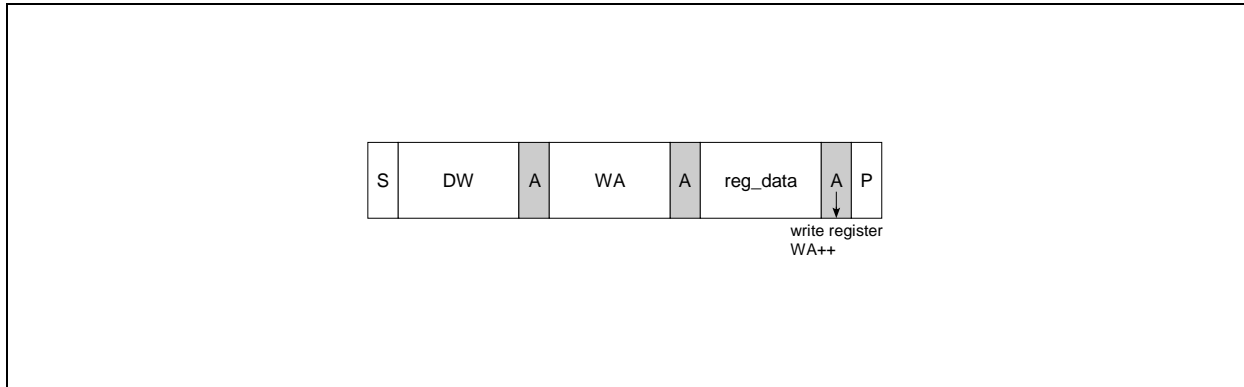 S DW A WA A reg_data A P
write register
WA++